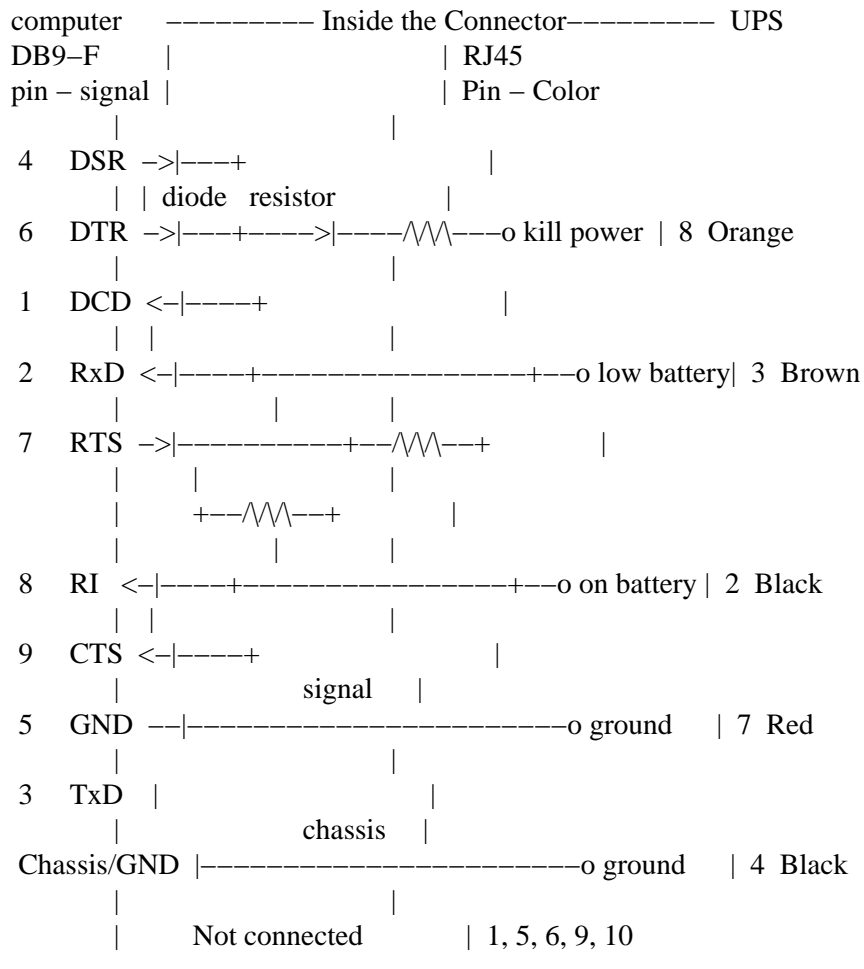 computer −−−−−−−−− Inside the Connector−−−−−−−−− UPS
DB9−F | | RJ45
pin − signal | | Pin − Color
| |
4 DSR −>|−−−+ |
| | diode resistor |
6 DTR −>|−−−+−−−−>|−−−−/\/\/\−−−o kill power | 8 Orange
| |
1 DCD <−|−−−−+ |
| | |
2 RxD <−|−−−−+−−−−−−−−−−−−−−−−−+−−o low battery| 3 Brown
| | |
7 RTS −>|−−−−−−−−−−+−−/\/\/\−−+ |
| | |
| +−−/\/\/\−−+ |
| | |
8 RI <−|−−−−+−−−−−−−−−−−−−−−−−+−−o on battery | 2 Black
| | |
9 CTS <−|−−−−+ |
| signal |
5 GND −−|−−−−−−−−−−−−−−−−−−−−−−−−o ground | 7 Red
| |
3 TxD | |
| chassis |
Chassis/GND |−−−−−−−−−−−−−−−−−−−−−−−−o ground | 4 Black
| |
| Not connected | 1, 5, 6, 9, 10